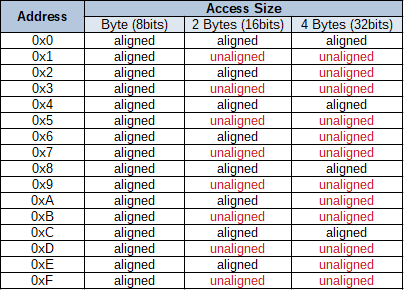 Address Access Size
Byte (8bits) 2 Bytes (16bits) 4 Bytes (32bits)
0x0 aligned aligned aligned
0x1 aligned unaligned unaligned
0x2 aligned aligned unaligned
0x3 aligned unaligned unaligned
0x4 aligned aligned aligned
0x5 aligned unaligned unaligned
0x6 aligned aligned unaligned
0x7 aligned unaligned unaligned
0x8 aligned aligned aligned
0x9 aligned unaligned unaligned
0xA aligned aligned unaligned
0xB aligned unaligned unaligned
0xC aligned aligned aligned
0xD aligned unaligned unaligned
0xE aligned aligned unaligned
0xF aligned unaligned unaligned